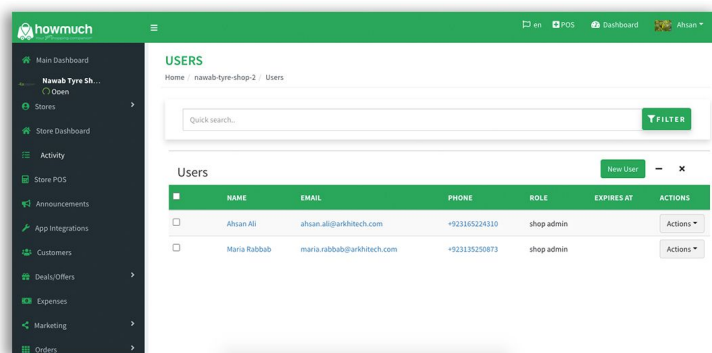 howmuch
en POS Dashboard Ahsan
Main Dashboard
Nawab Tyre Sh...
Ooen
Stores
Store Dashboard
Activity
Store POS
Announcements
App Integrations
Customers
Deals/Offers
Expenses
Marketing
Orders
USERS
Home / nawab-tyre-shop-2 / Users
Quick search..
FILTER
Users
New User
NAME EMAIL PHONE ROLE EXPIRES AT ACTIONS
Ahsan Ali ahsan.ali@arkhitech.com +923165224310 shop admin Actions
Maria Rabbab maria.rabbab@arkhitech.com +923135250873 shop admin Actions